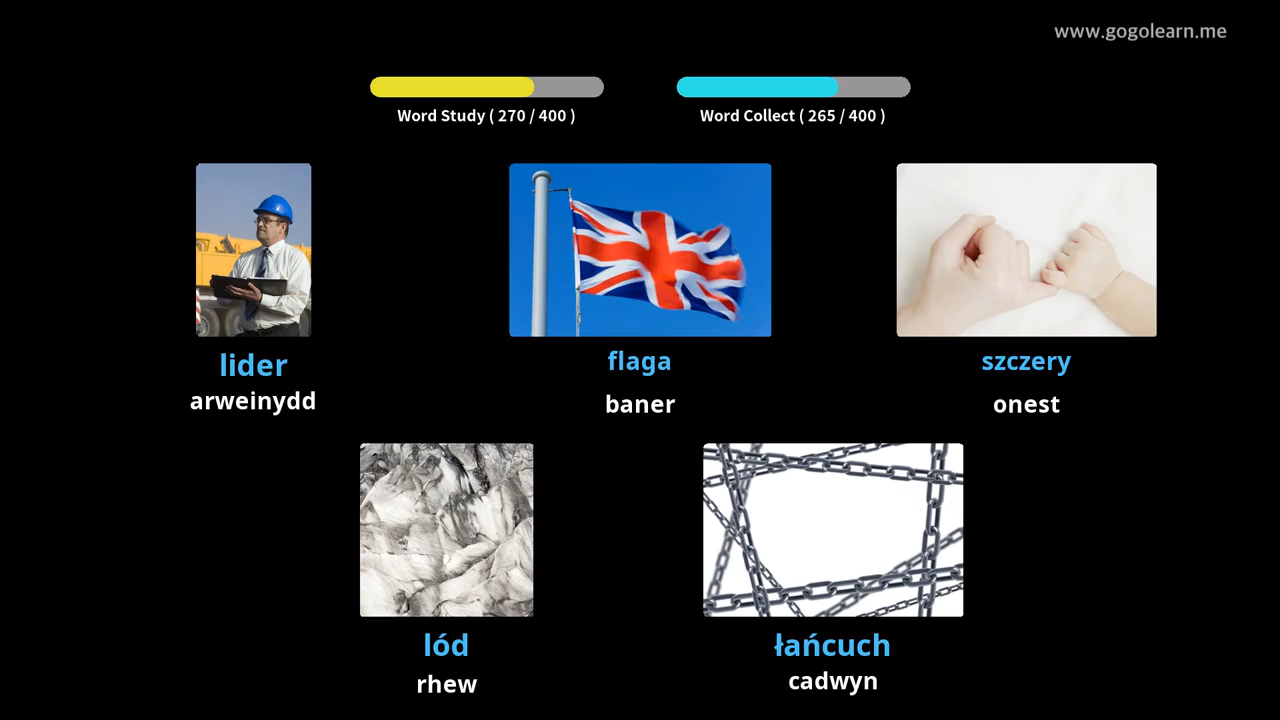 www.gogolearn.me
Word Study ( 270 / 400 )
Word Collect ( 265 / 400 )
lider
arweinydd
flaga
baner
szczery
onest
lód
rhew
łańcuch
cadwyn